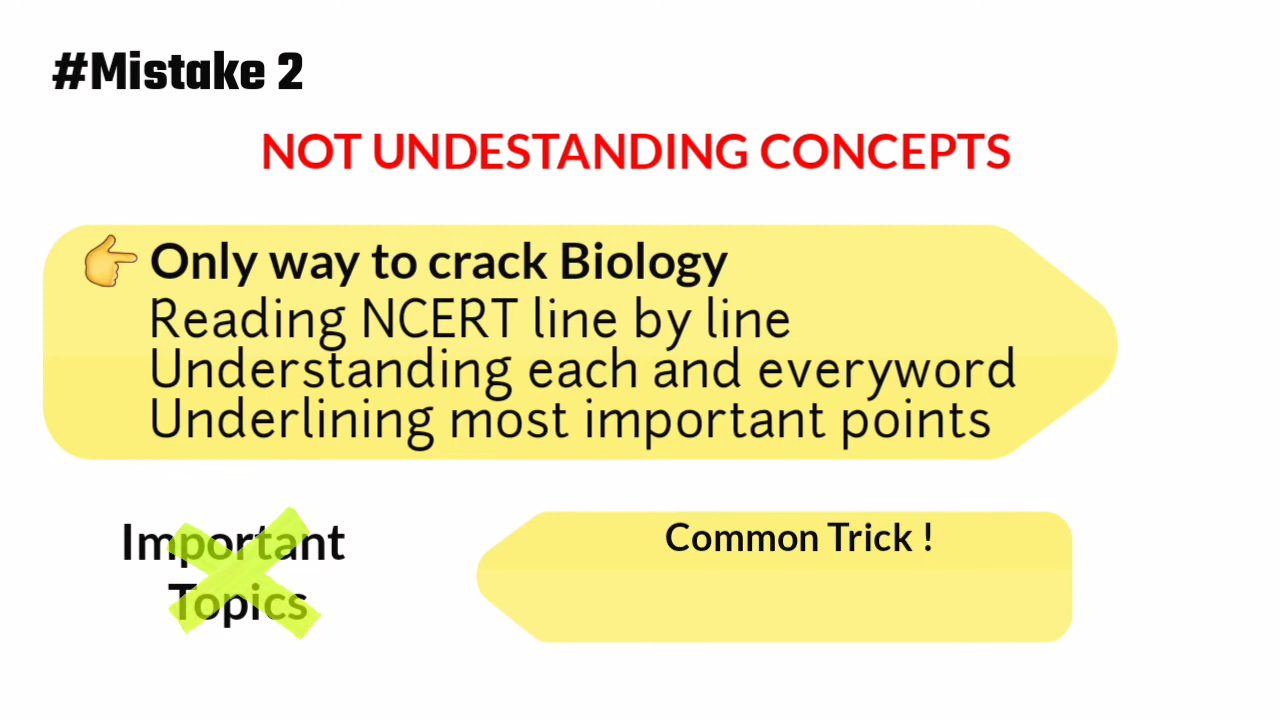 #Mistake 2
NOT UNDESTANDING CONCEPTS
Only way to crack Biology
Reading NCERT line by line
Understanding each and everyword
Underlining most important points
Important
Topics
Common Trick !